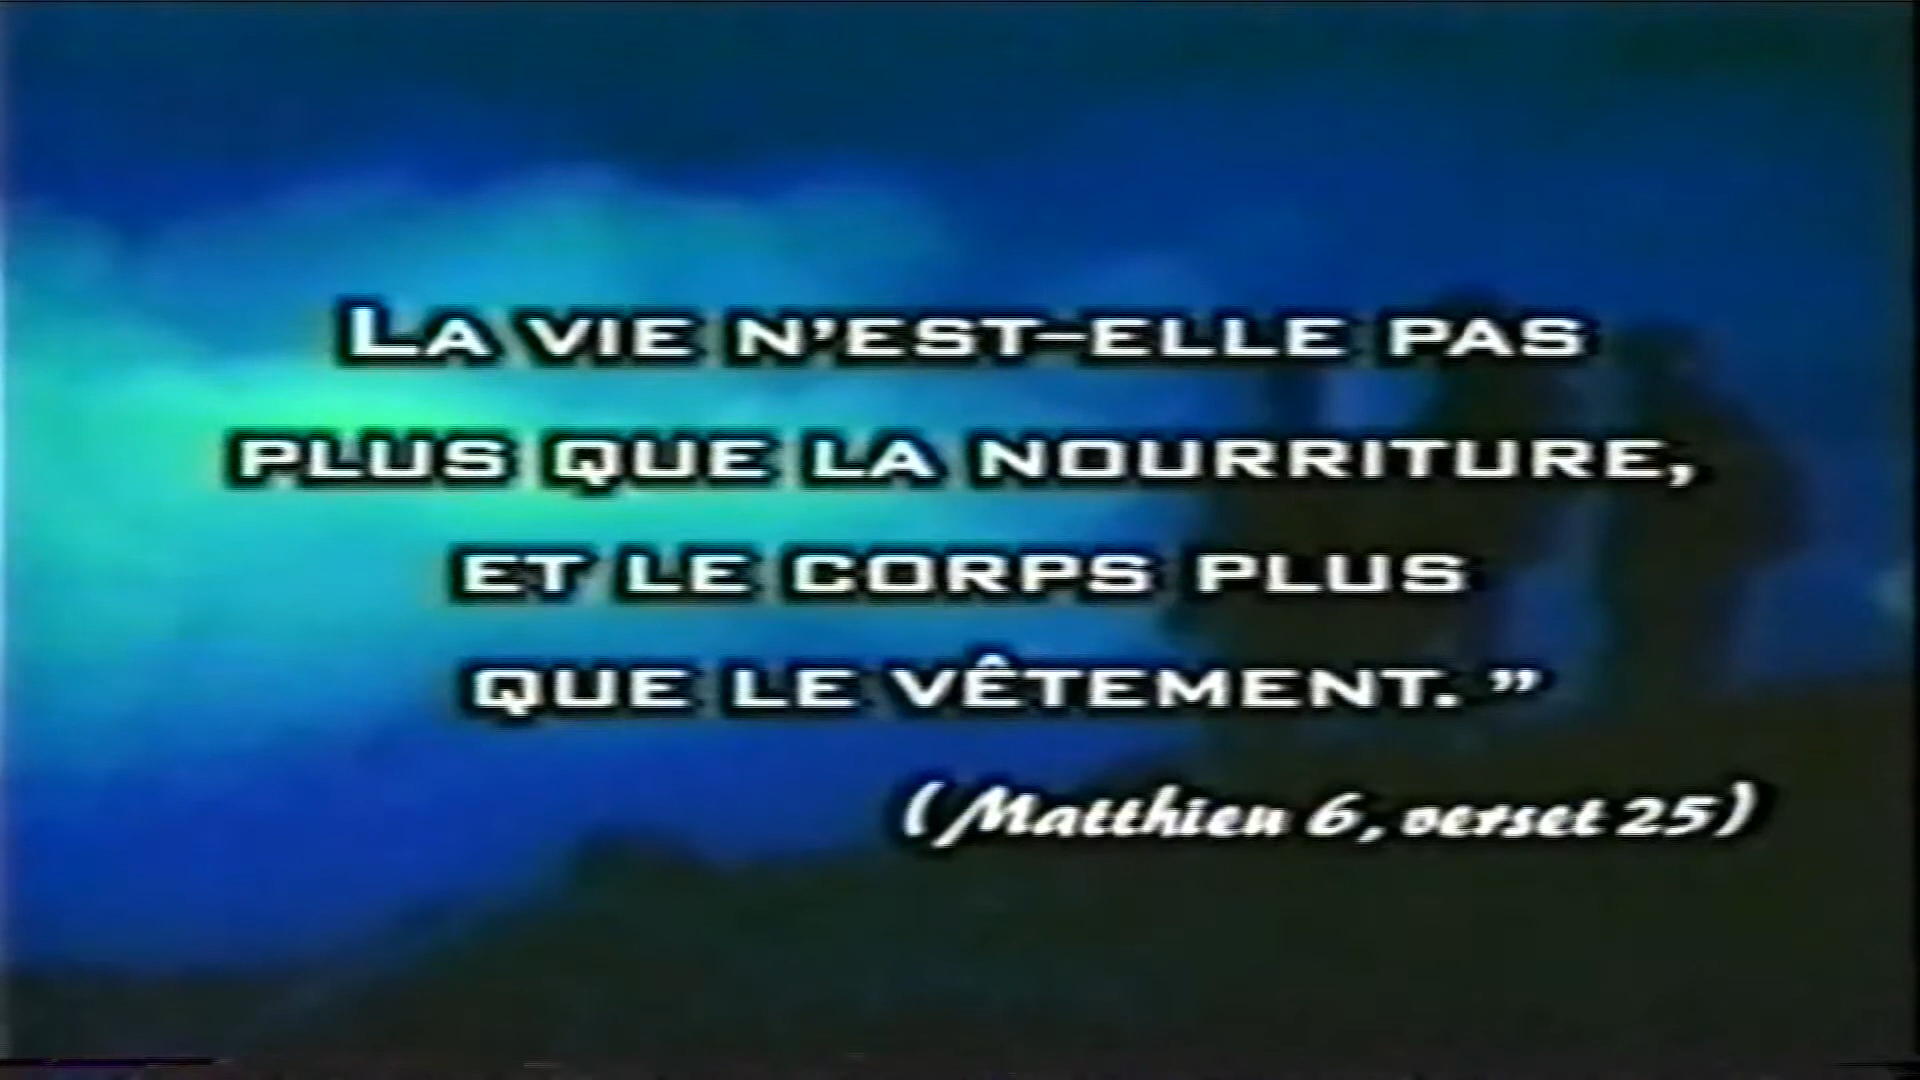 La vie n’est-elle pas
plus que la nourriture,
et le corps plus
que le vêtement. ”
(Matthieu 6, verset 25)